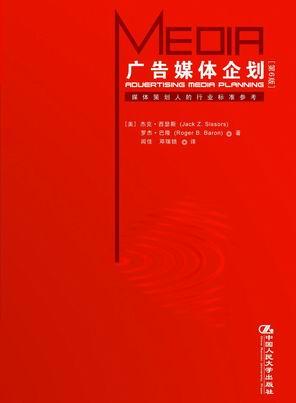 MEDIA
广告媒体企划
[第6版]
ADVERTISING MEDIA PLANNING
媒体策划人的行业标准参考
[美] 杰克·西瑟斯 (Jack Z. Sissors)
罗杰·巴隆 (Roger B. Baron) 著
闾佳 邓瑞锁 译
中国人民大学出版社